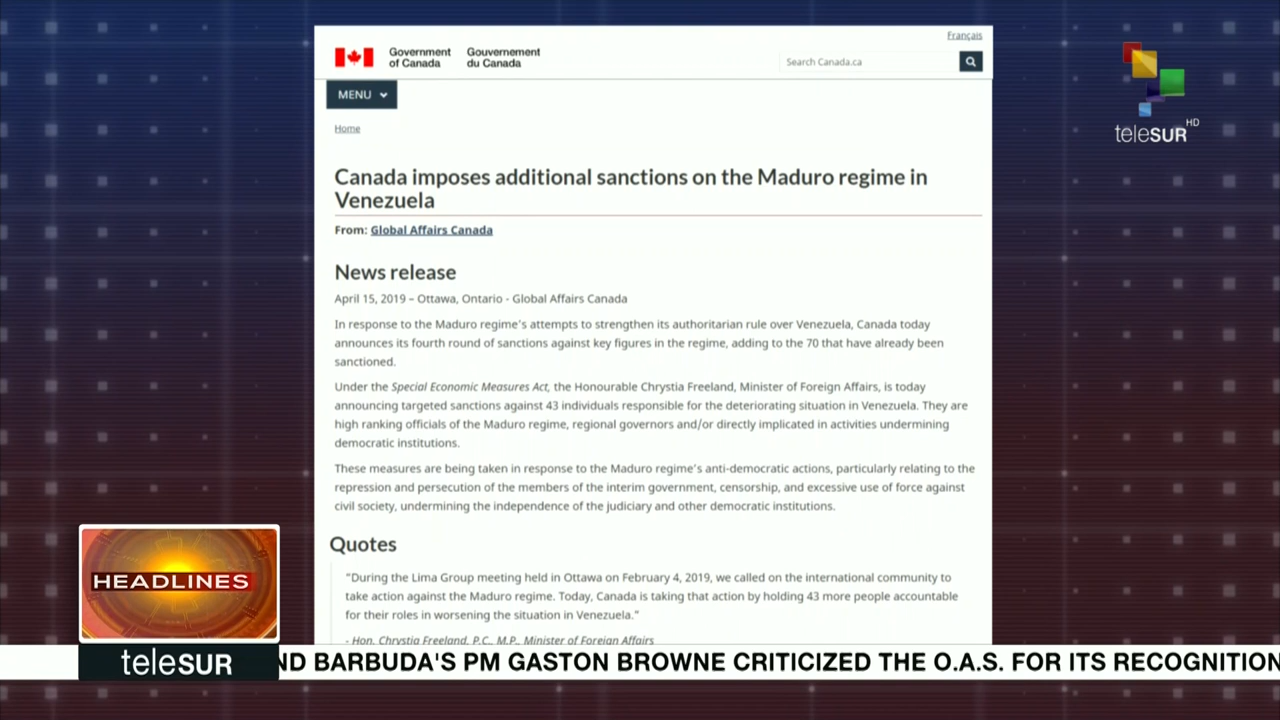 Français
Government of Canada
Gouvernement du Canada
Search Canada.ca
MENU
Home
Canada imposes additional sanctions on the Maduro regime in
Venezuela
From: Global Affairs Canada
News release
April 15, 2019 – Ottawa, Ontario - Global Affairs Canada
In response to the Maduro regime's attempts to strengthen its authoritarian rule over Venezuela, Canada today
announces its fourth round of sanctions against key figures in the regime, adding to the 70 that have already been
sanctioned.
Under the Special Economic Measures Act, the Honourable Chrystia Freeland, Minister of Foreign Affairs, is today
announcing targeted sanctions against 43 individuals responsible for the deteriorating situation in Venezuela. They are
high ranking officials of the Maduro regime, regional governors and/or directly implicated in activities undermining
democratic institutions.
These measures are being taken in response to the Maduro regime's anti-democratic actions, particularly relating to the
repression and persecution of the members of the interim government, censorship, and excessive use of force against
civil society, undermining the independence of the judiciary and other democratic institutions.
Quotes
"During the Lima Group meeting held in Ottawa on February 4, 2019, we called on the international community to
take action against the Maduro regime. Today, Canada is taking that action by holding 43 more people accountable
for their roles in worsening the situation in Venezuela."
- Hon. Chrystia Freeland, P.C., M.P., Minister of Foreign Affairs
teleSUR HD
HEADLINES
teleSUR
ND BARBUDA'S PM GASTON BROWNE CRITICIZED THE O.A.S. FOR ITS RECOGNITION